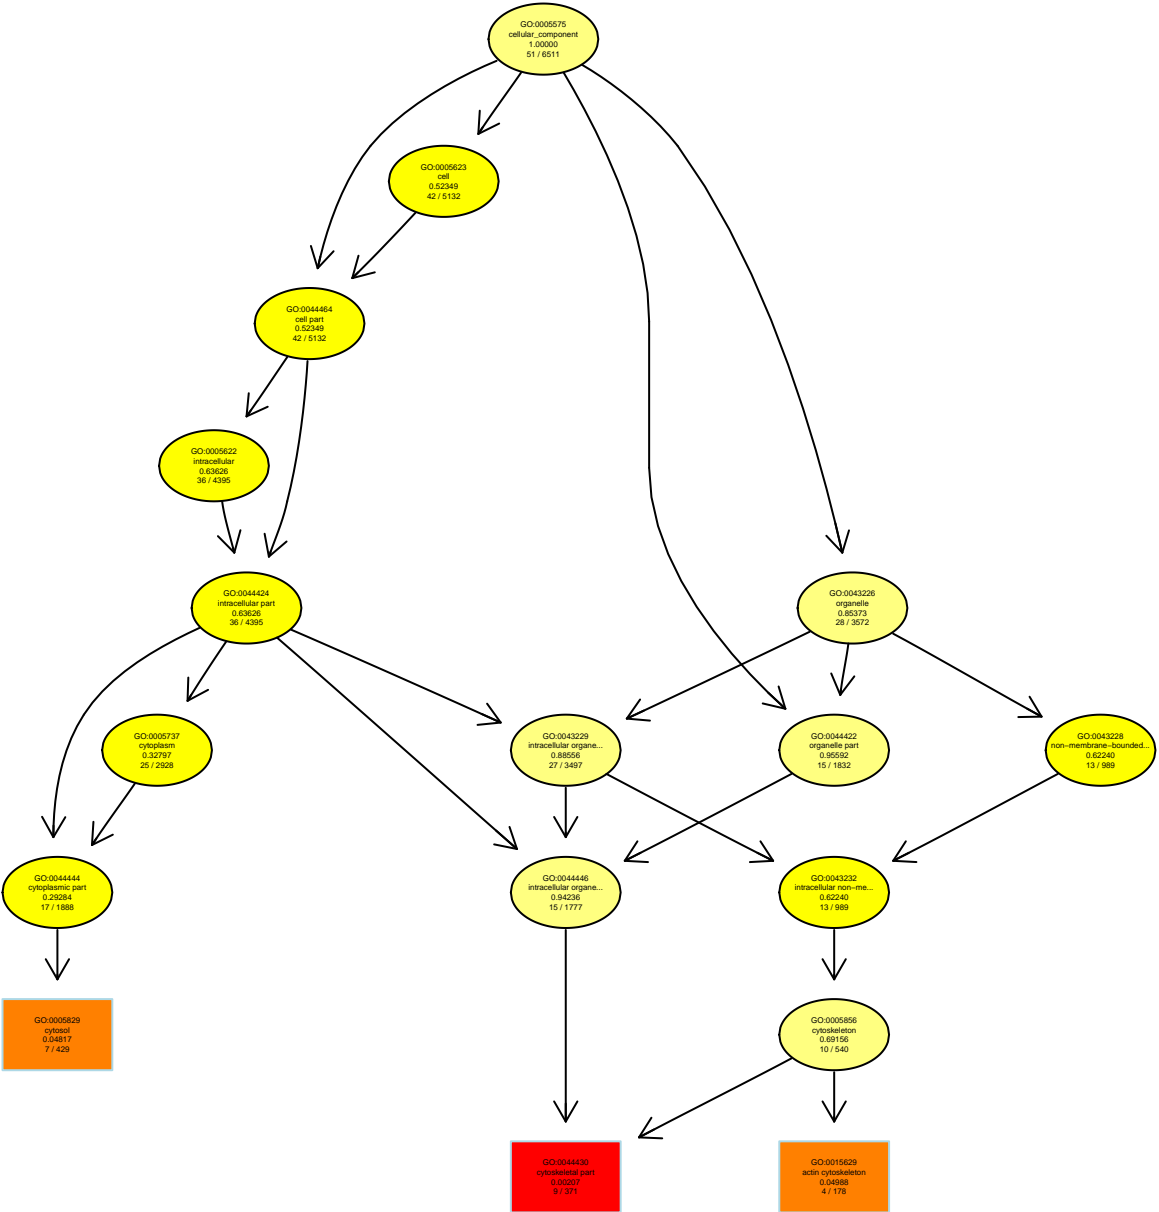 GO:0005575
cellular_component
1.00000
51 / 6511
GO:0005623
cell
0.52349
42 / 5132
GO:0044464
cell part
0.52349
42 / 5132
GO:0005622
intracellular
0.63626
36 / 4395
GO:0044424
intracellular part
0.63626
36 / 4395
GO:0043226
organelle
0.85373
28 / 3572
GO:0005737
cytoplasm
0.32797
25 / 2928
GO:0043229
intracellular organe...
0.88556
27 / 3497
GO:0044422
organelle part
0.95592
15 / 1832
GO:0043228
non−membrane−bounded...
0.62240
13 / 989
GO:0044444
cytoplasmic part
0.29284
17 / 1888
GO:0044446
intracellular organe...
0.94236
15 / 1777
GO:0043232
intracellular non−me...
0.62240
13 / 989
GO:0005829
cytosol
0.04817
7 / 429
GO:0005856
cytoskeleton
0.69156
10 / 540
GO:0044430
cytoskeletal part
0.00207
9 / 371
GO:0015629
actin cytoskeleton
0.04988
4 / 178